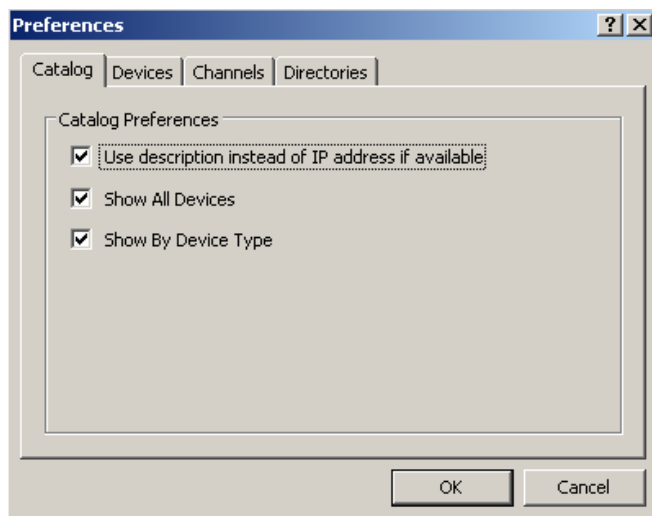 Preferences
?
Catalog Devices Channels Directories
Catalog Preferences
Use description instead of IP address if available
Show All Devices
Show By Device Type
OK Cancel